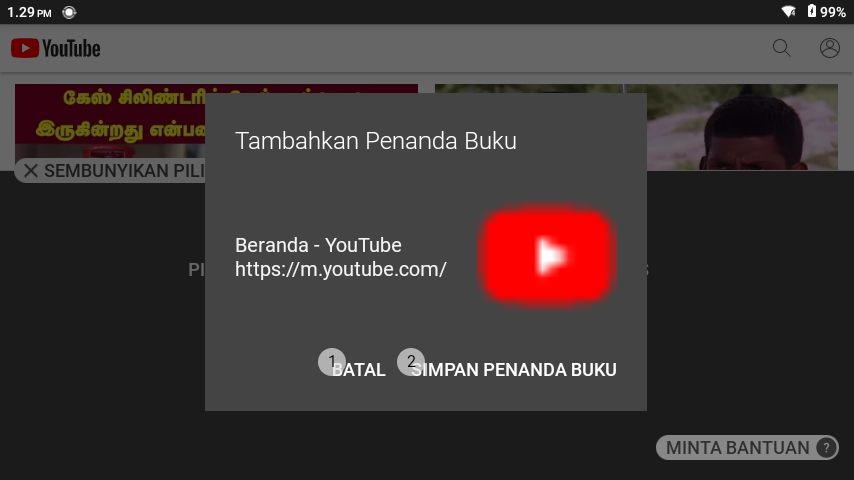 1.29 PM
99%
YouTube
கேஸ் சிலிண்டரி
இருகின்றது என்ப
SEMBUNYIKAN PILI
Tambahkan Penanda Buku
Beranda - YouTube
https://m.youtube.com/
PI
S
1 BATAL
2 SIMPAN PENANDA BUKU
MINTA BANTUAN ?